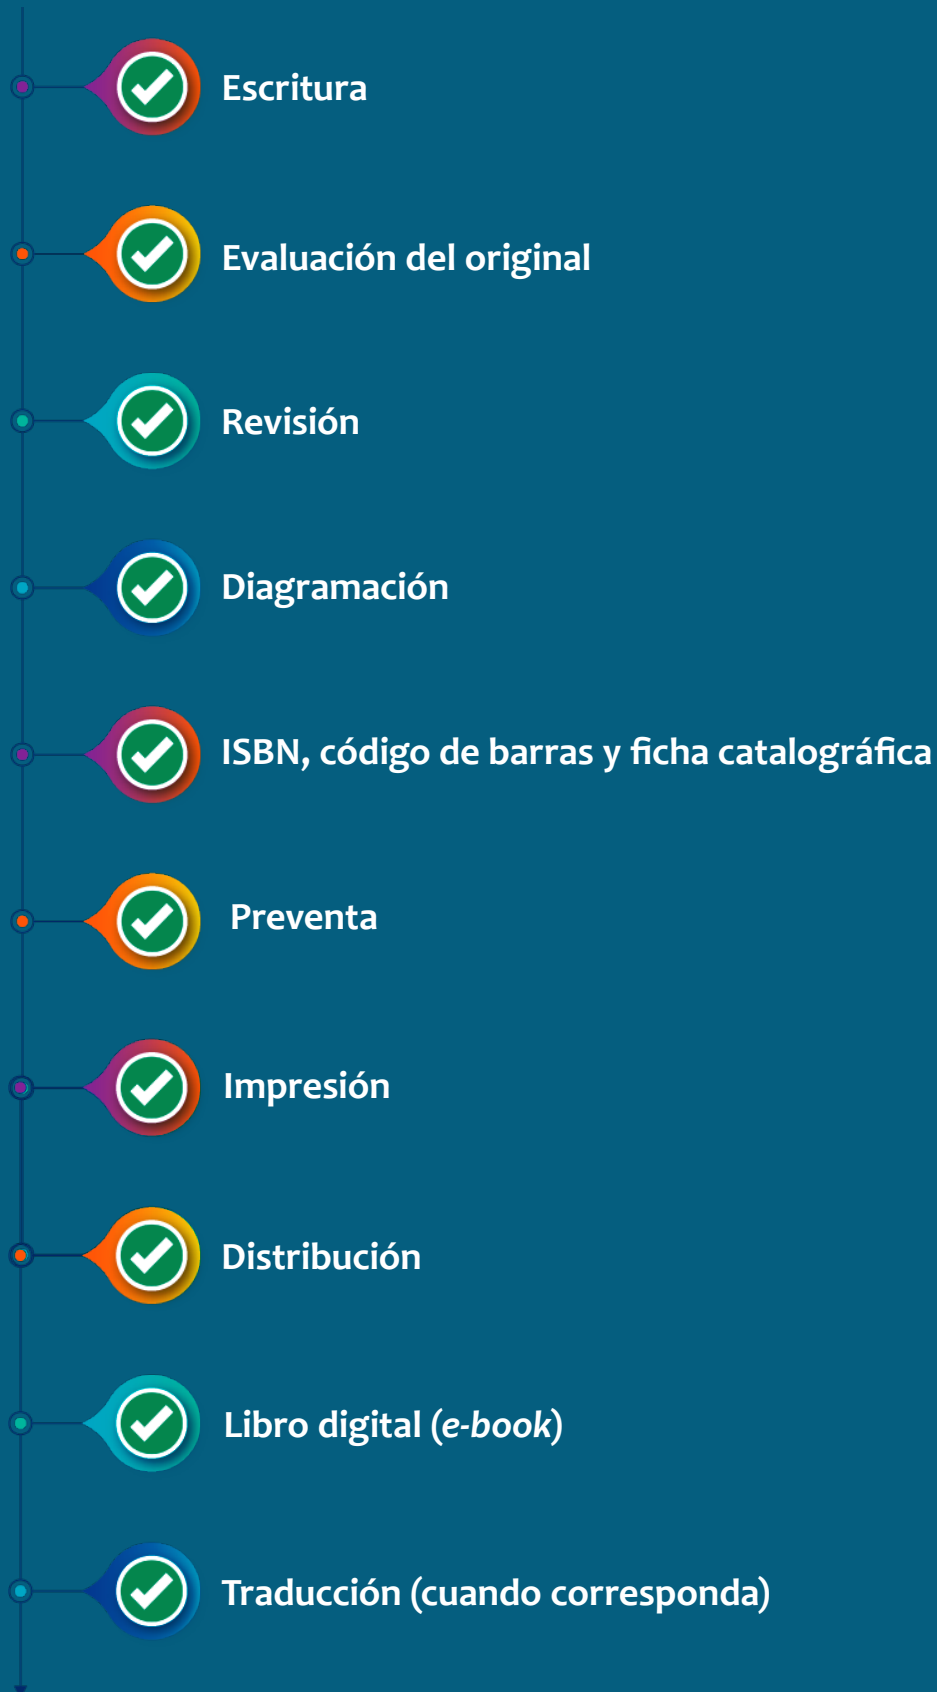 Escritura
Evaluación del original
Revisión
Diagramación
ISBN, código de barras y ficha catalográfica
Preventa
Impresión
Distribución
Libro digital (e-book)
Traducción (cuando corresponda)